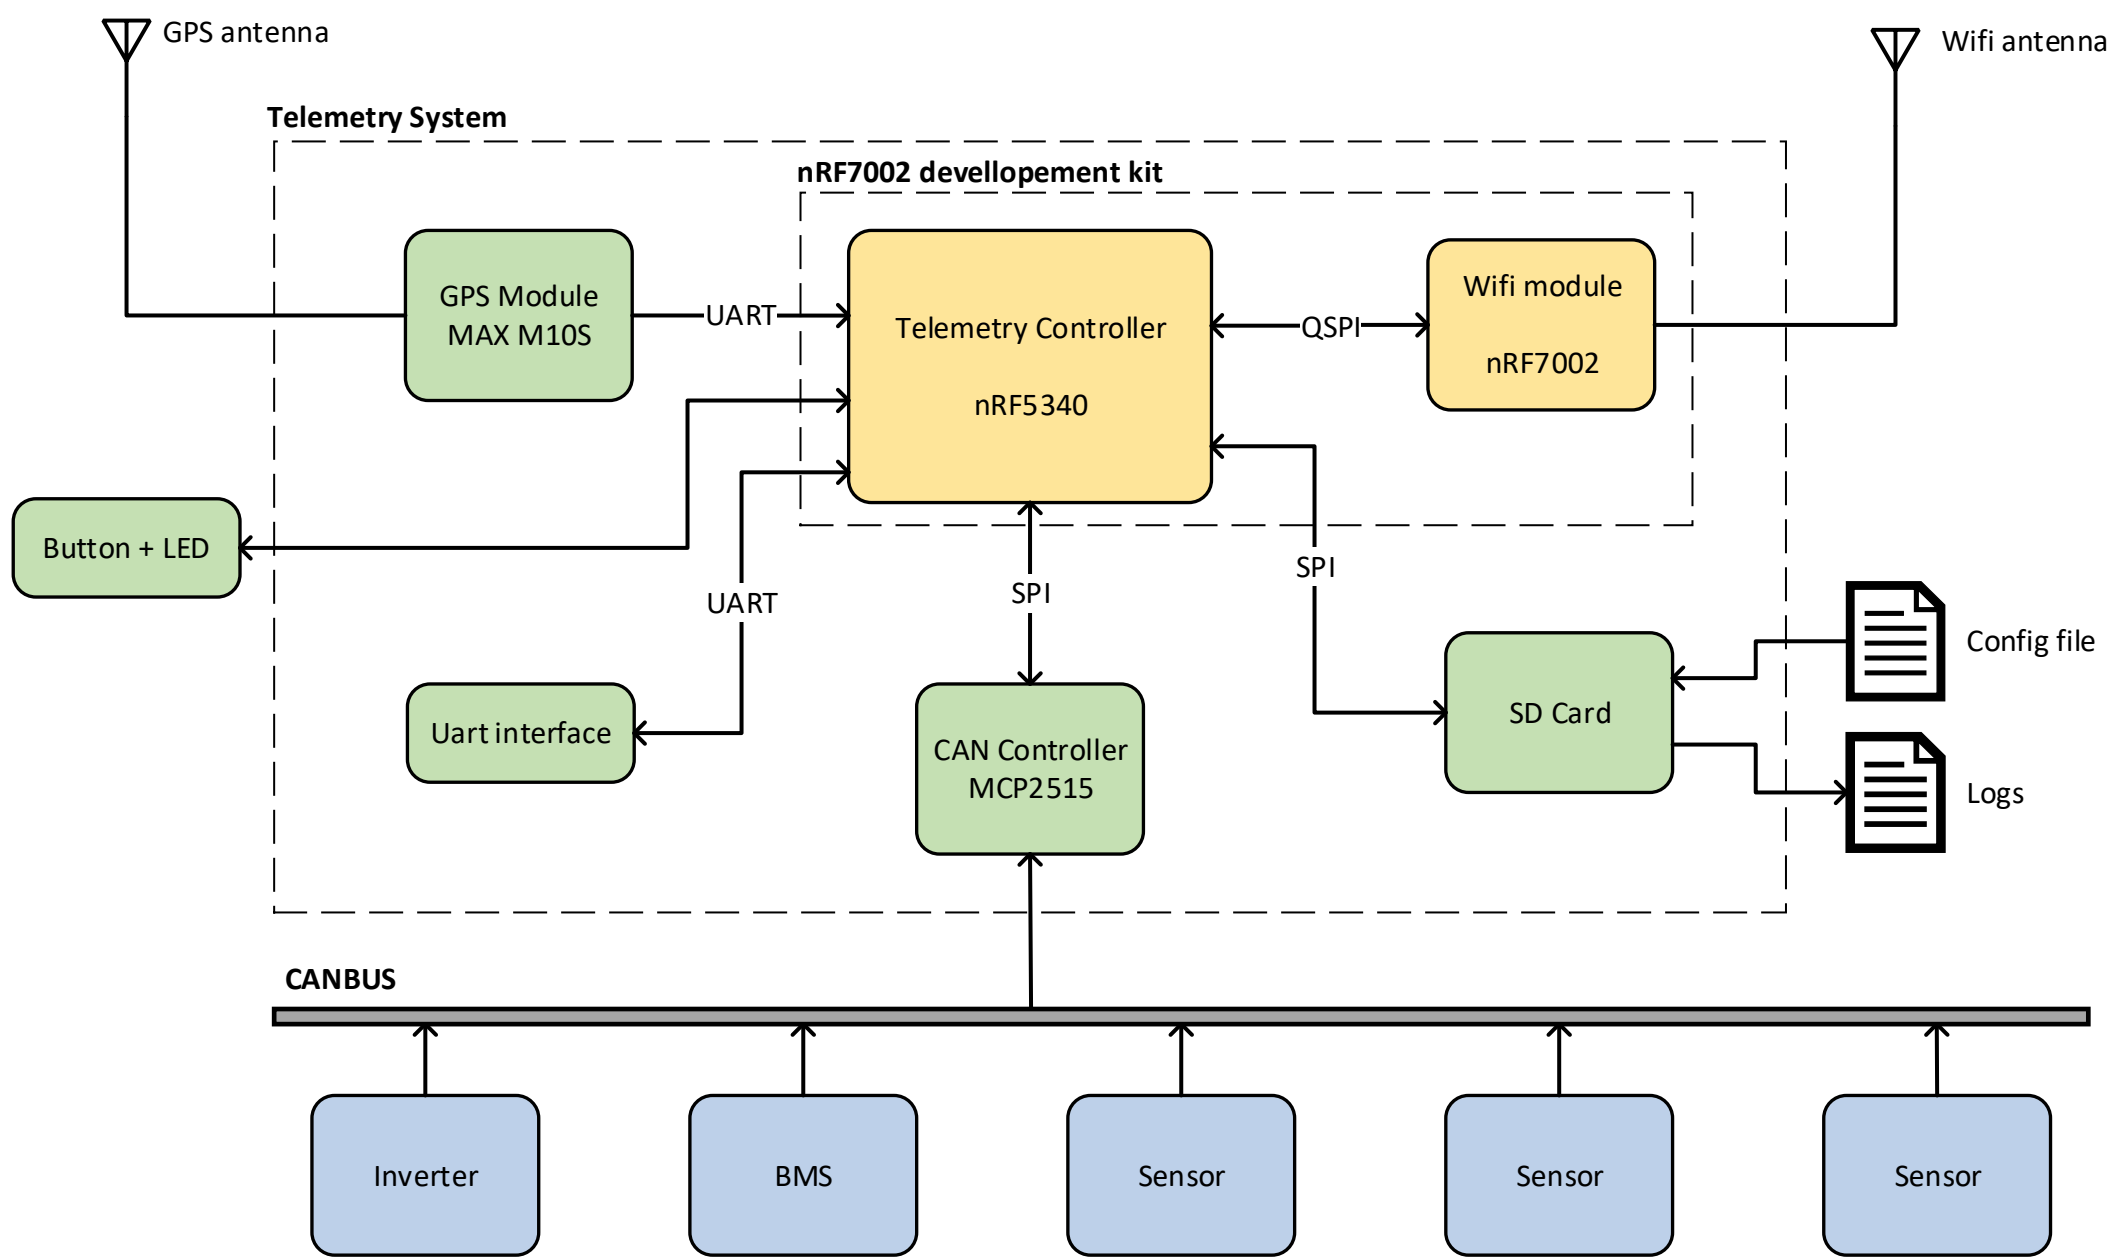 GPS antenna
Wifi antenna
Telemetry System
nRF7002 devellopement kit
GPS Module
MAX M10S
UART
Telemetry Controller
nRF5340
QSPI
Wifi module
nRF7002
Button + LED
UART
SPI
SPI
Uart interface
CAN Controller
MCP2515
SD Card
Config file
Logs
CANBUS
Inverter
BMS
Sensor
Sensor
Sensor